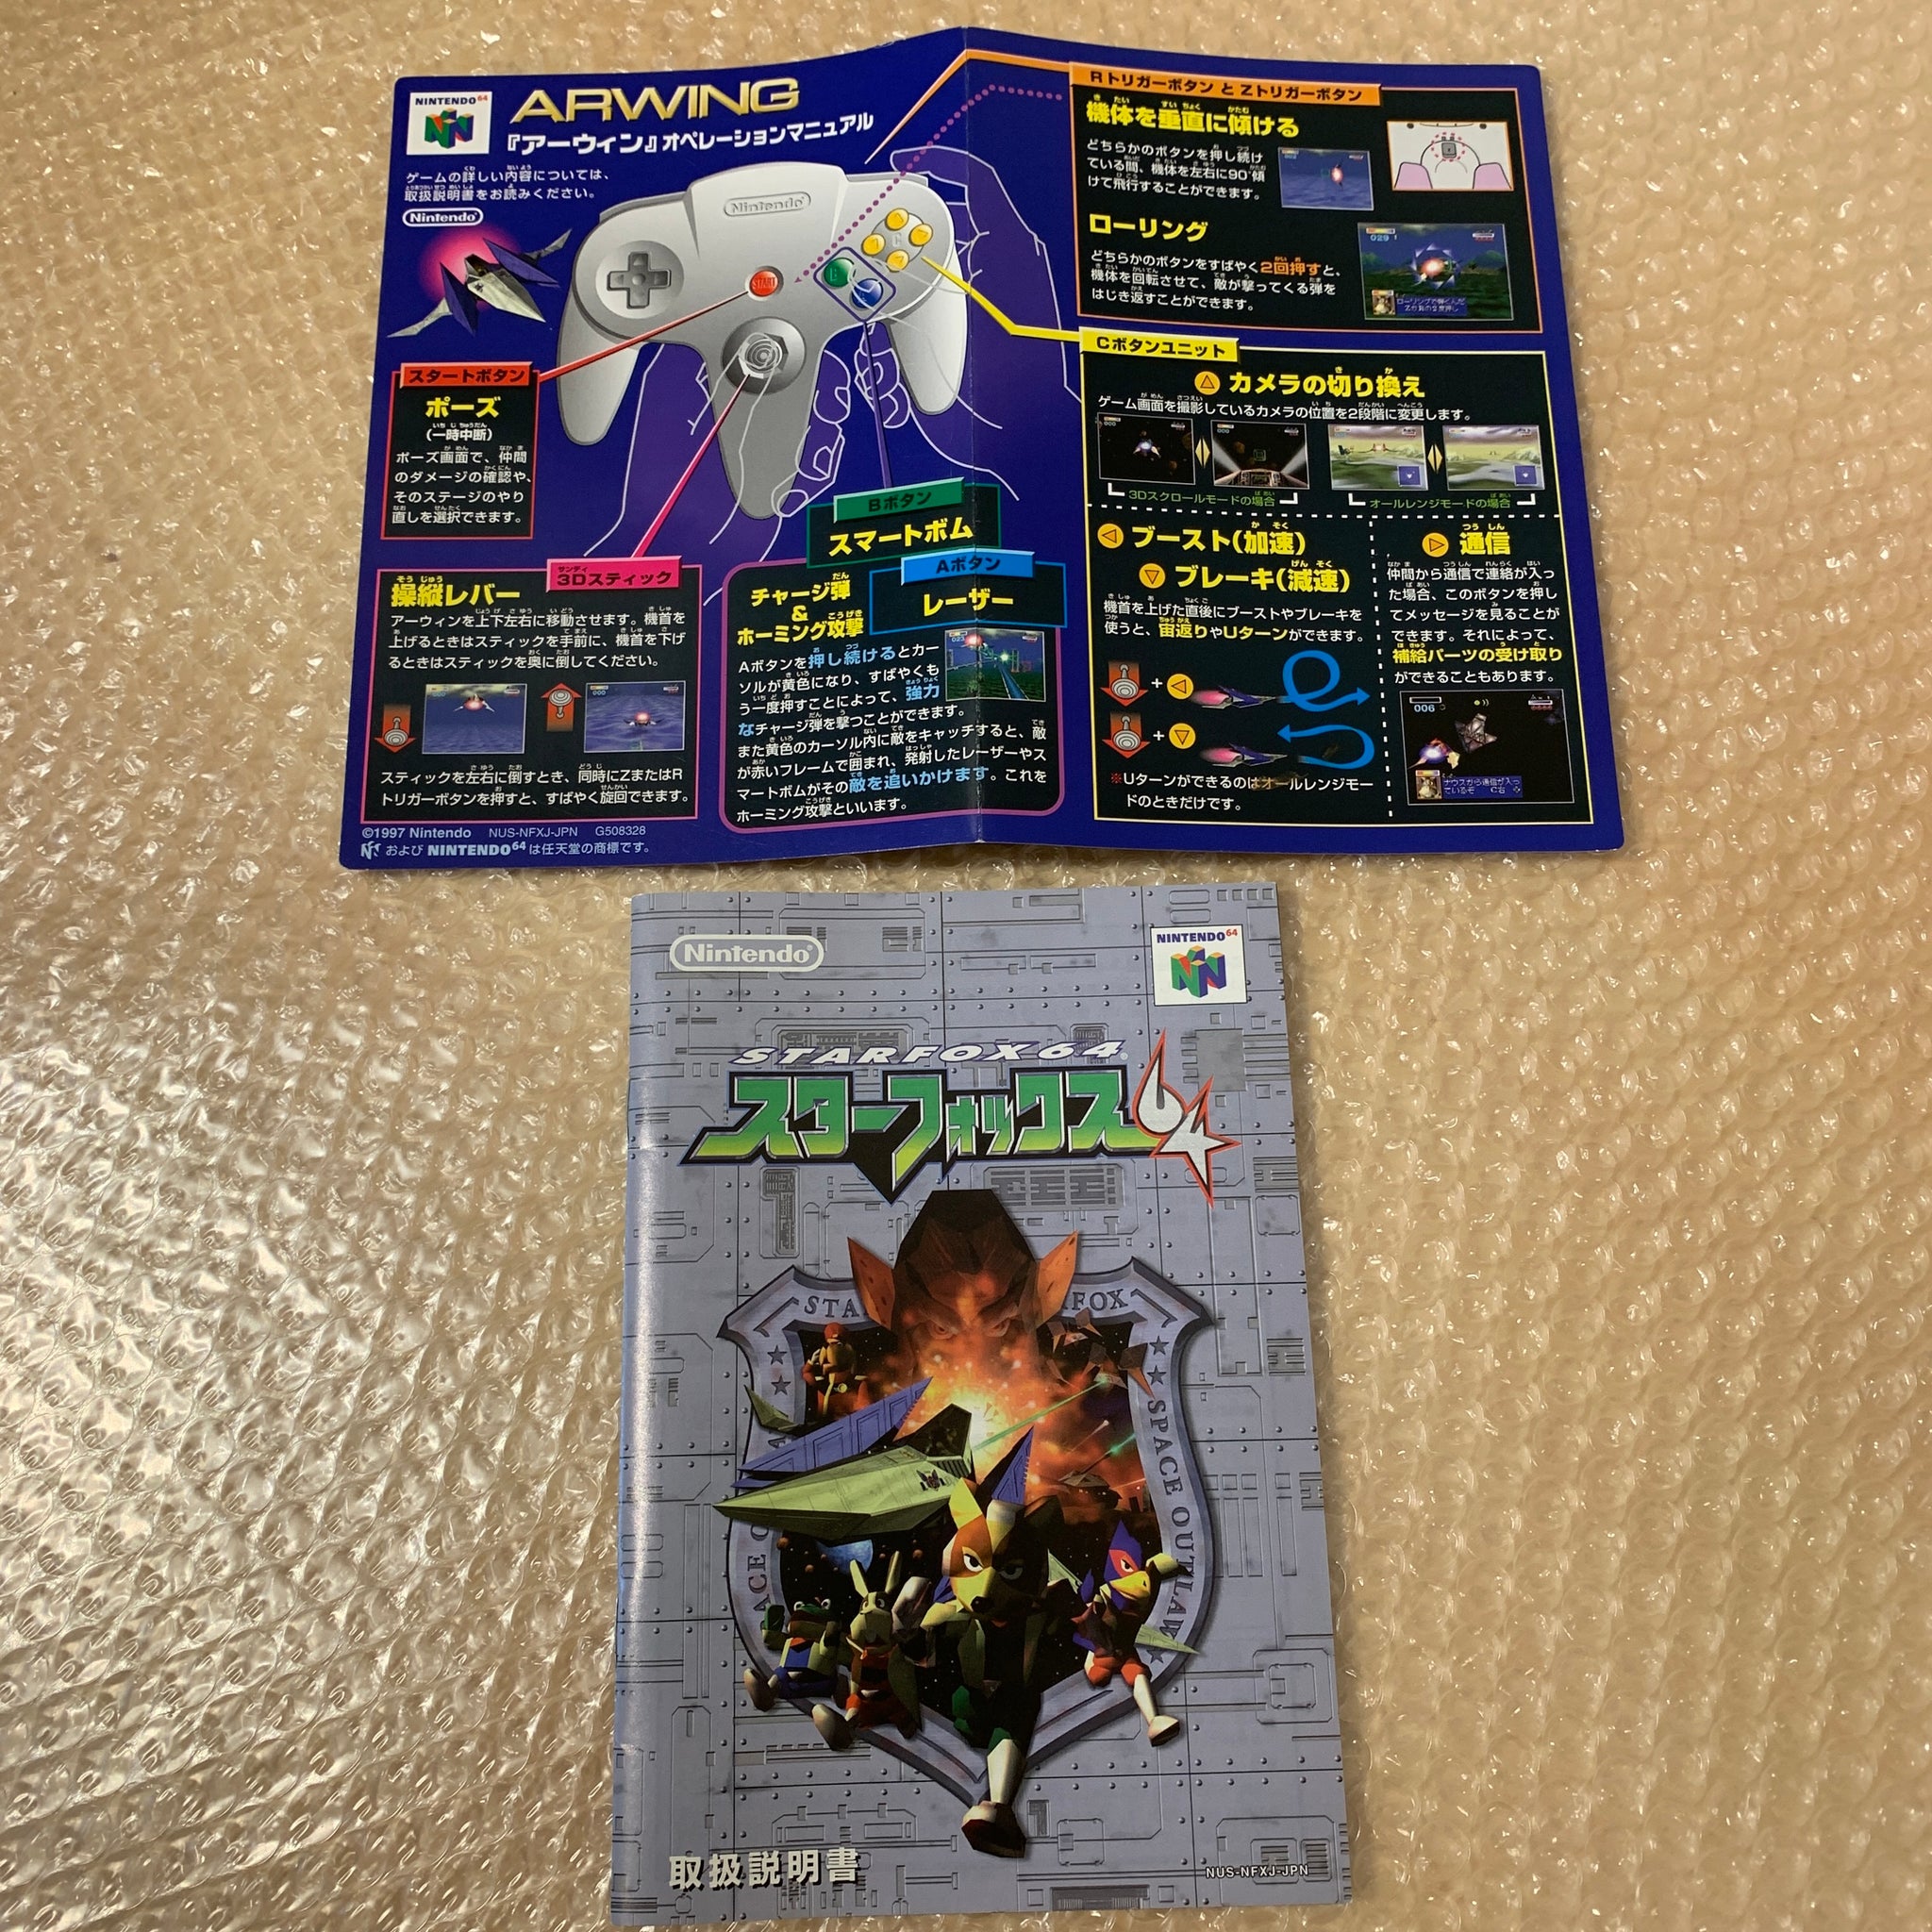 NINTENDO64
ARWING
『アーウィン』オペレーションマニュアル
ゲームの詳しい内容については、
取扱説明書をお読みください。
Nintendo
Nintendo
START
B
C
スタートボタン
ポーズ
(一時中断)
ポーズ画面で、仲間
のダメージの確認や、
そのステージのやり
直しを選択できます。
3Dスティック
操縦レバー
アーウィンを上下左右に移動させます。機首を
上げるときはスティックを手前に、機首を下げ
るときはスティックを奥に倒してください。
スティックを左右に倒すとき、同時にZまたはR
トリガーボタンを押すと、すばやく旋回できます。
©1997 Nintendo NUS-NFXJ-JPN G508328
および NINTENDO64は任天堂の商標です。
Bボタン
スマートボム
Aボタン
レーザー
チャージ弾
&
ホーミング攻撃
Aボタンを押し続けるとカー
ソルが黄色になり、すばやくも
う一度押すことによって、強力
なチャージ弾を撃つことができます。
また黄色のカーソル内に敵をキャッチすると、敵
が赤いフレームで囲まれ、発射したレーザーやス
マートボムがその敵を追いかけます。これを
ホーミング攻撃といいます。
RトリガーボタンとZトリガーボタン
機体を垂直に傾ける
どちらかのボタンを押し続け
ている間、機体を左右に90°傾
けて飛行することができます。
ローリング
どちらかのボタンをすばやく2回押すと、
機体を回転させて、敵が撃ってくる弾を
はじき返すことができます。
Cボタンユニット
カメラの切り換え
ゲーム画面を撮影しているカメラの位置を2段階に変更します。
3Dスクロールモードの場合
オールレンジモードの場合
ブースト(加速)
ブレーキ(減速)
機首を上げた直後にブーストやブレーキを
使うと、宙返りやUターンができます。
+
+
※Uターンができるのはオールレンジモー
ドのときだけです。
通信
仲間から通信で連絡が入っ
た場合、このボタンを押し
てメッセージを見ることが
できます。それによって、
補給パーツの受け取り
ができることもあります。
006
Nintendo
NINTENDO64
STARFOX64
スターフォックス64
STA
RFOX
SPACE OUTLAW
取扱説明書
NUS-NFXJ-JPN